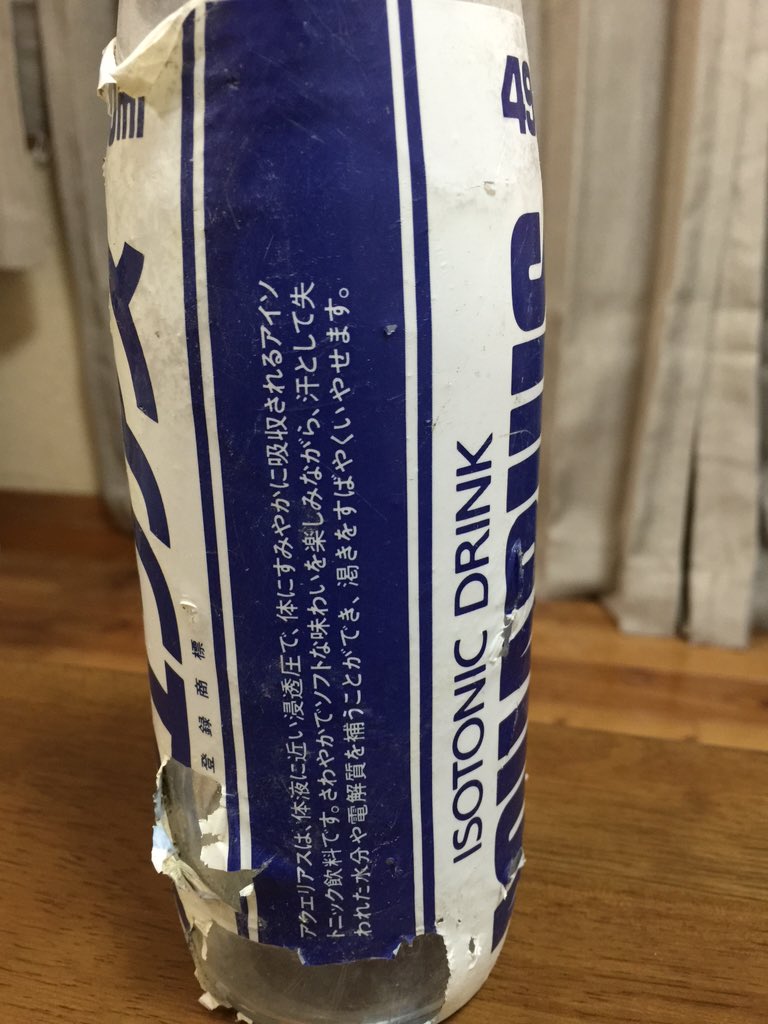 登録商標
アクエリアスは、体液に近い浸透圧で、体にすみやかに吸収されるアイソ
トニック飲料です。さわやかでソフトな味わいを楽しみながら、汗として失
われた水分や電解質を補うことができ、渇きをすばやくいやせます。
ISOTONIC DRINK
49